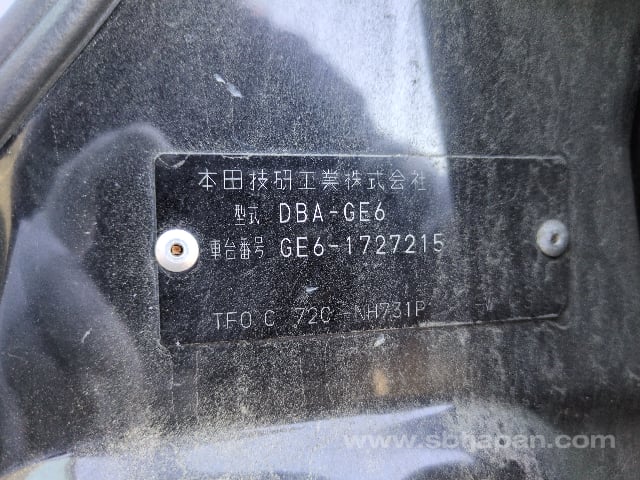 本田技研工業株式会社
型式 DBA-GE6
車台番号 GE6-1727215
TF0 C 72C -NH731P
www.sbtjapan.com